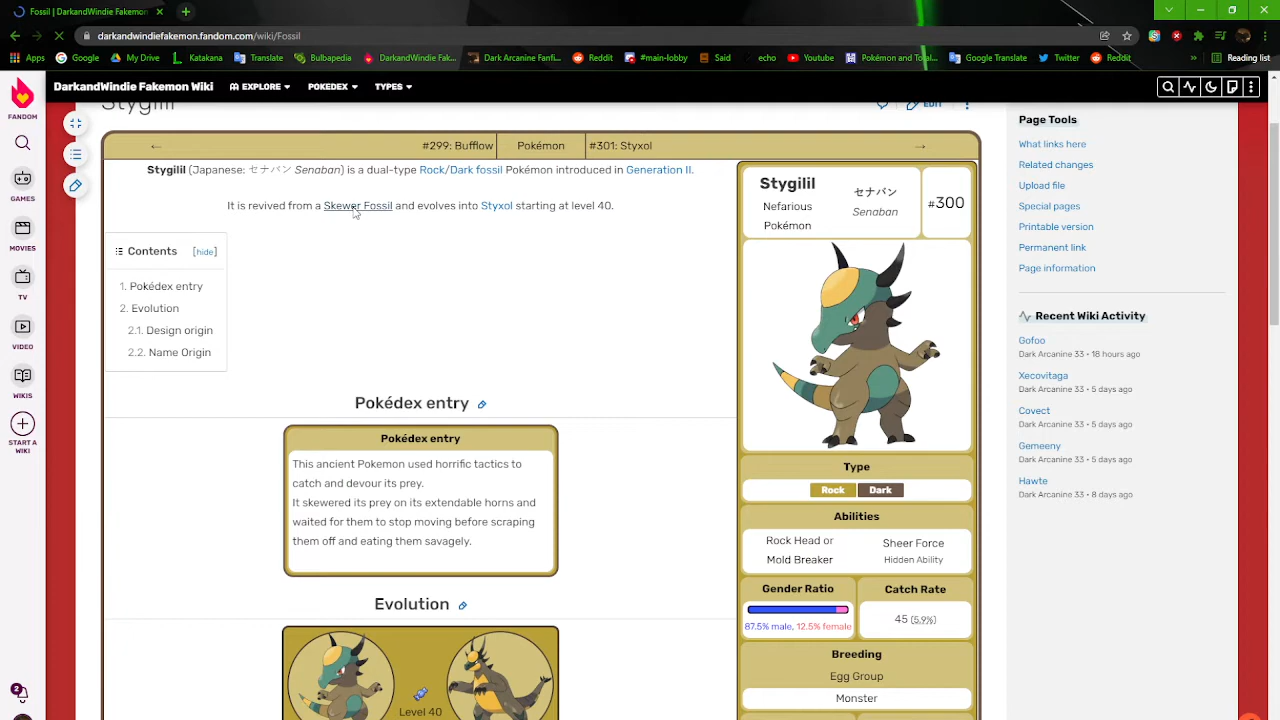 Fossil | DarkandWindie Fakemon
darkandwindiefakemon.fandom.com/wiki/Fossil
Apps Google My Drive Katakana Translate Bulbapedia DarkandWindie Fak... Dark Arcanine 33 -... Reddit #main-lobby Said echo Youtube Pokémon and Total... Google Translate Twitter Reddit » Reading list
DarkandWindie Fakemon Wiki EXPLORE POKEDEX TYPES
FANDOM
GAMES
MOVIES
TV
VIDEO
WIKIS
START A
WIKI
2
Stygilil
EDIT
← #299: Bufflow Pokémon #301: Styxol →
Stygilil (Japanese: セナバン Senaban) is a dual-type Rock/Dark fossil Pokémon introduced in Generation II.
It is revived from a Skewer Fossil and evolves into Styxol starting at level 40.
Contents [hide]
1. Pokédex entry
2. Evolution
2.1. Design origin
2.2. Name Origin
Pokédex entry
Pokédex entry
This ancient Pokemon used horrific tactics to
catch and devour its prey.
It skewered its prey on its extendable horns and
waited for them to stop moving before scraping
them off and eating them savagely.
Evolution
Level 40
Stygilil
Nefarious
Pokémon
セナバン
Senaban
#300
Type
Rock Dark
Abilities
Rock Head or
Mold Breaker
Sheer Force
Hidden Ability
Gender Ratio
87.5% male, 12.5% female
Catch Rate
45 (5.9%)
Breeding
Egg Group
Monster
Page Tools
What links here
Related changes
Upload file
Special pages
Printable version
Permanent link
Page information
Recent Wiki Activity
Gofoo
Dark Arcanine 33 • 18 hours ago
Xecovitaga
Dark Arcanine 33 • 5 days ago
Covect
Dark Arcanine 33 • 5 days ago
Gemeeny
Dark Arcanine 33 • 5 days ago
Hawte
Dark Arcanine 33 • 8 days ago